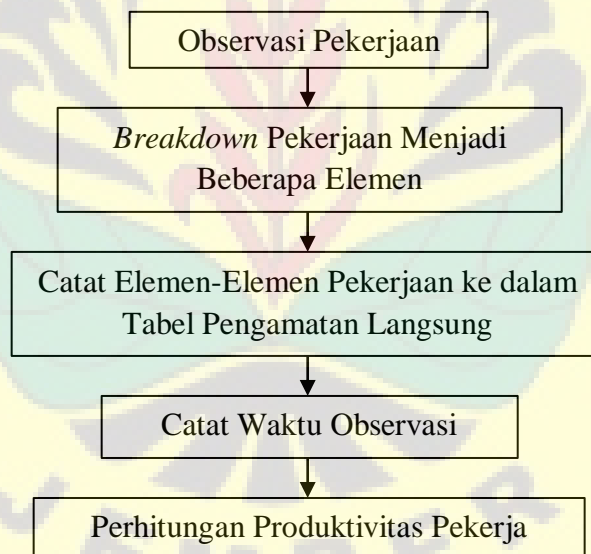 Observasi Pekerjaan
Breakdown Pekerjaan Menjadi
Beberapa Elemen
Catat Elemen-Elemen Pekerjaan ke dalam
Tabel Pengamatan Langsung
Catat Waktu Observasi
Perhitungan Produktivitas Pekerja